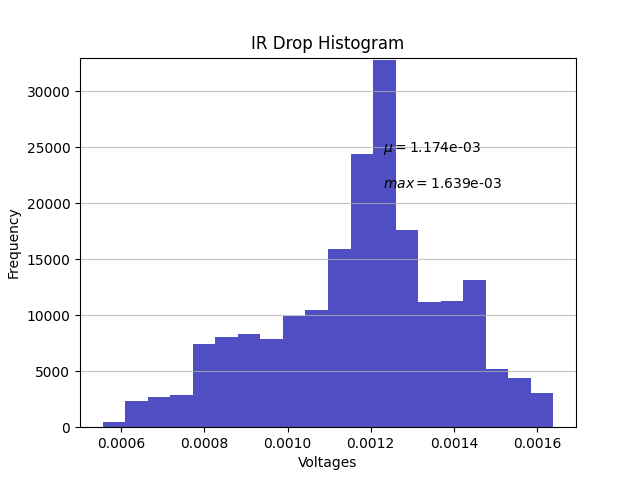 IR Drop Histogram
Frequency
30000
25000
20000
15000
10000
5000
0
μ = 1.174e-03
max = 1.639e-03
0.0006 0.0008 0.0010 0.0012 0.0014 0.0016
Voltages